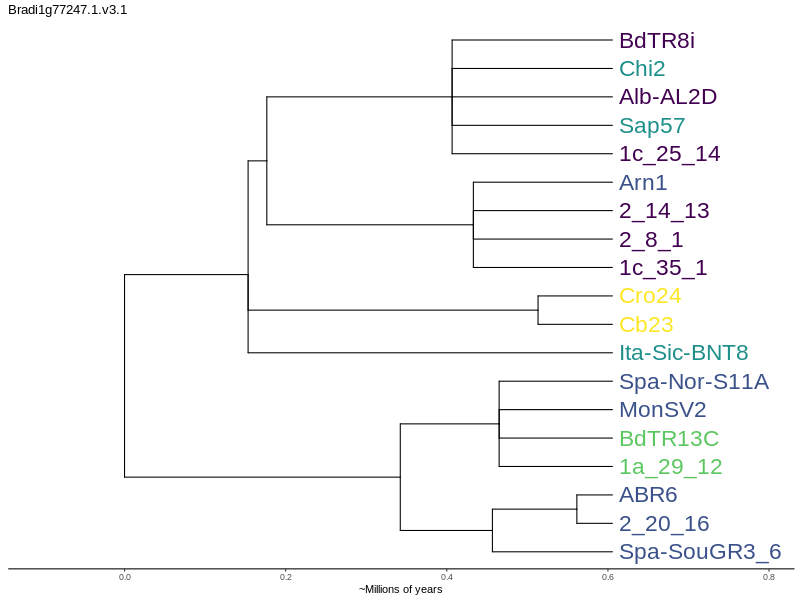 Bradi1g77247.1.v3.1
BdTR8i
Chi2
Alb-AL2D
Sap57
1c_25_14
Arn1
2_14_13
2_8_1
1c_35_1
Cro24
Cb23
Ita-Sic-BNT8
Spa-Nor-S11A
MonSV2
BdTR13C
1a_29_12
ABR6
2_20_16
Spa-SouGR3_6
0.0 0.2 0.4 0.6 0.8
~Millions of years